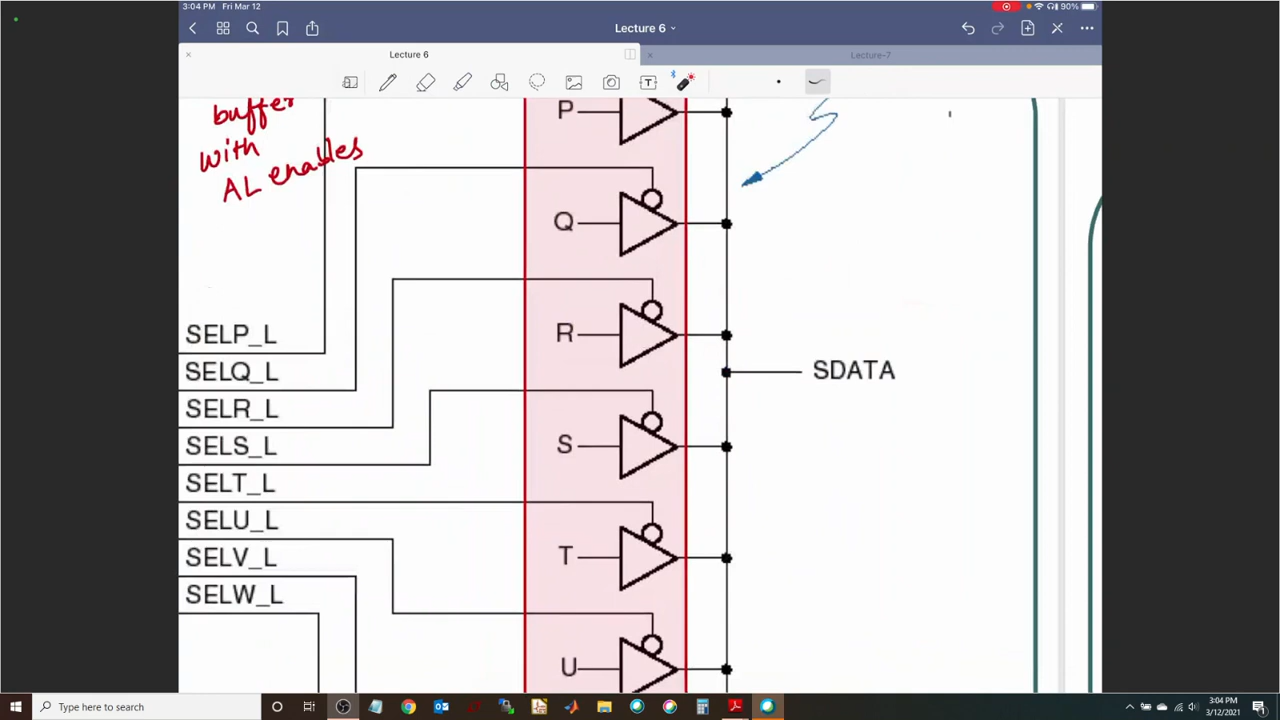 3:04 PM Fri Mar 12
90%
Lecture 6
Lecture 6
Lecture-7
T
buffer
with
AL enables
P
Q
R
SDATA
S
T
U
SELP_L
SELQ_L
SELR_L
SELS_L
SELT_L
SELU_L
SELV_L
SELW_L
Type here to search
3:04 PM
3/12/2021